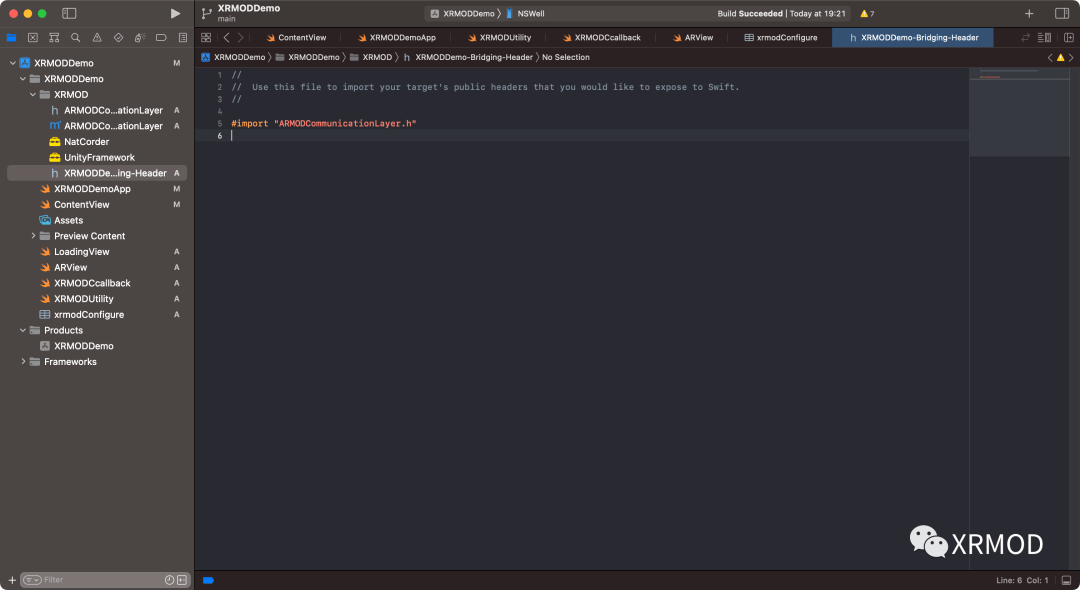 XRMODDemo
main
XRMODDemo
NSWell
Build Succeeded | Today at 19:21
7
ContentView
XRMODDemoApp
XRMODUtility
XRMODCcallback
ARView
xrmodConfigure
h XRMODDemo-Bridging-Header
XRMODDemo
XRMODDemo
XRMOD
h XRMODDemo-Bridging-Header
No Selection
XRMODDemo M
XRMODDemo
XRMOD
h ARMODCo...ationLayer A
m ARMODCo...ationLayer A
NatCorder
UnityFramework
h XRMODDe...ing-Header A
XRMODDemoApp M
ContentView M
Assets
Preview Content
LoadingView A
ARView A
XRMODCcallback A
XRMODUtility A
xrmodConfigure A
Products
XRMODDemo
Frameworks
1 //
2 // Use this file to import your target's public headers that you would like to expose to Swift.
3 //
4
5 #import "ARMODCommunicationLayer.h"
6
XRMOD
Filter
Line: 6 Col: 1